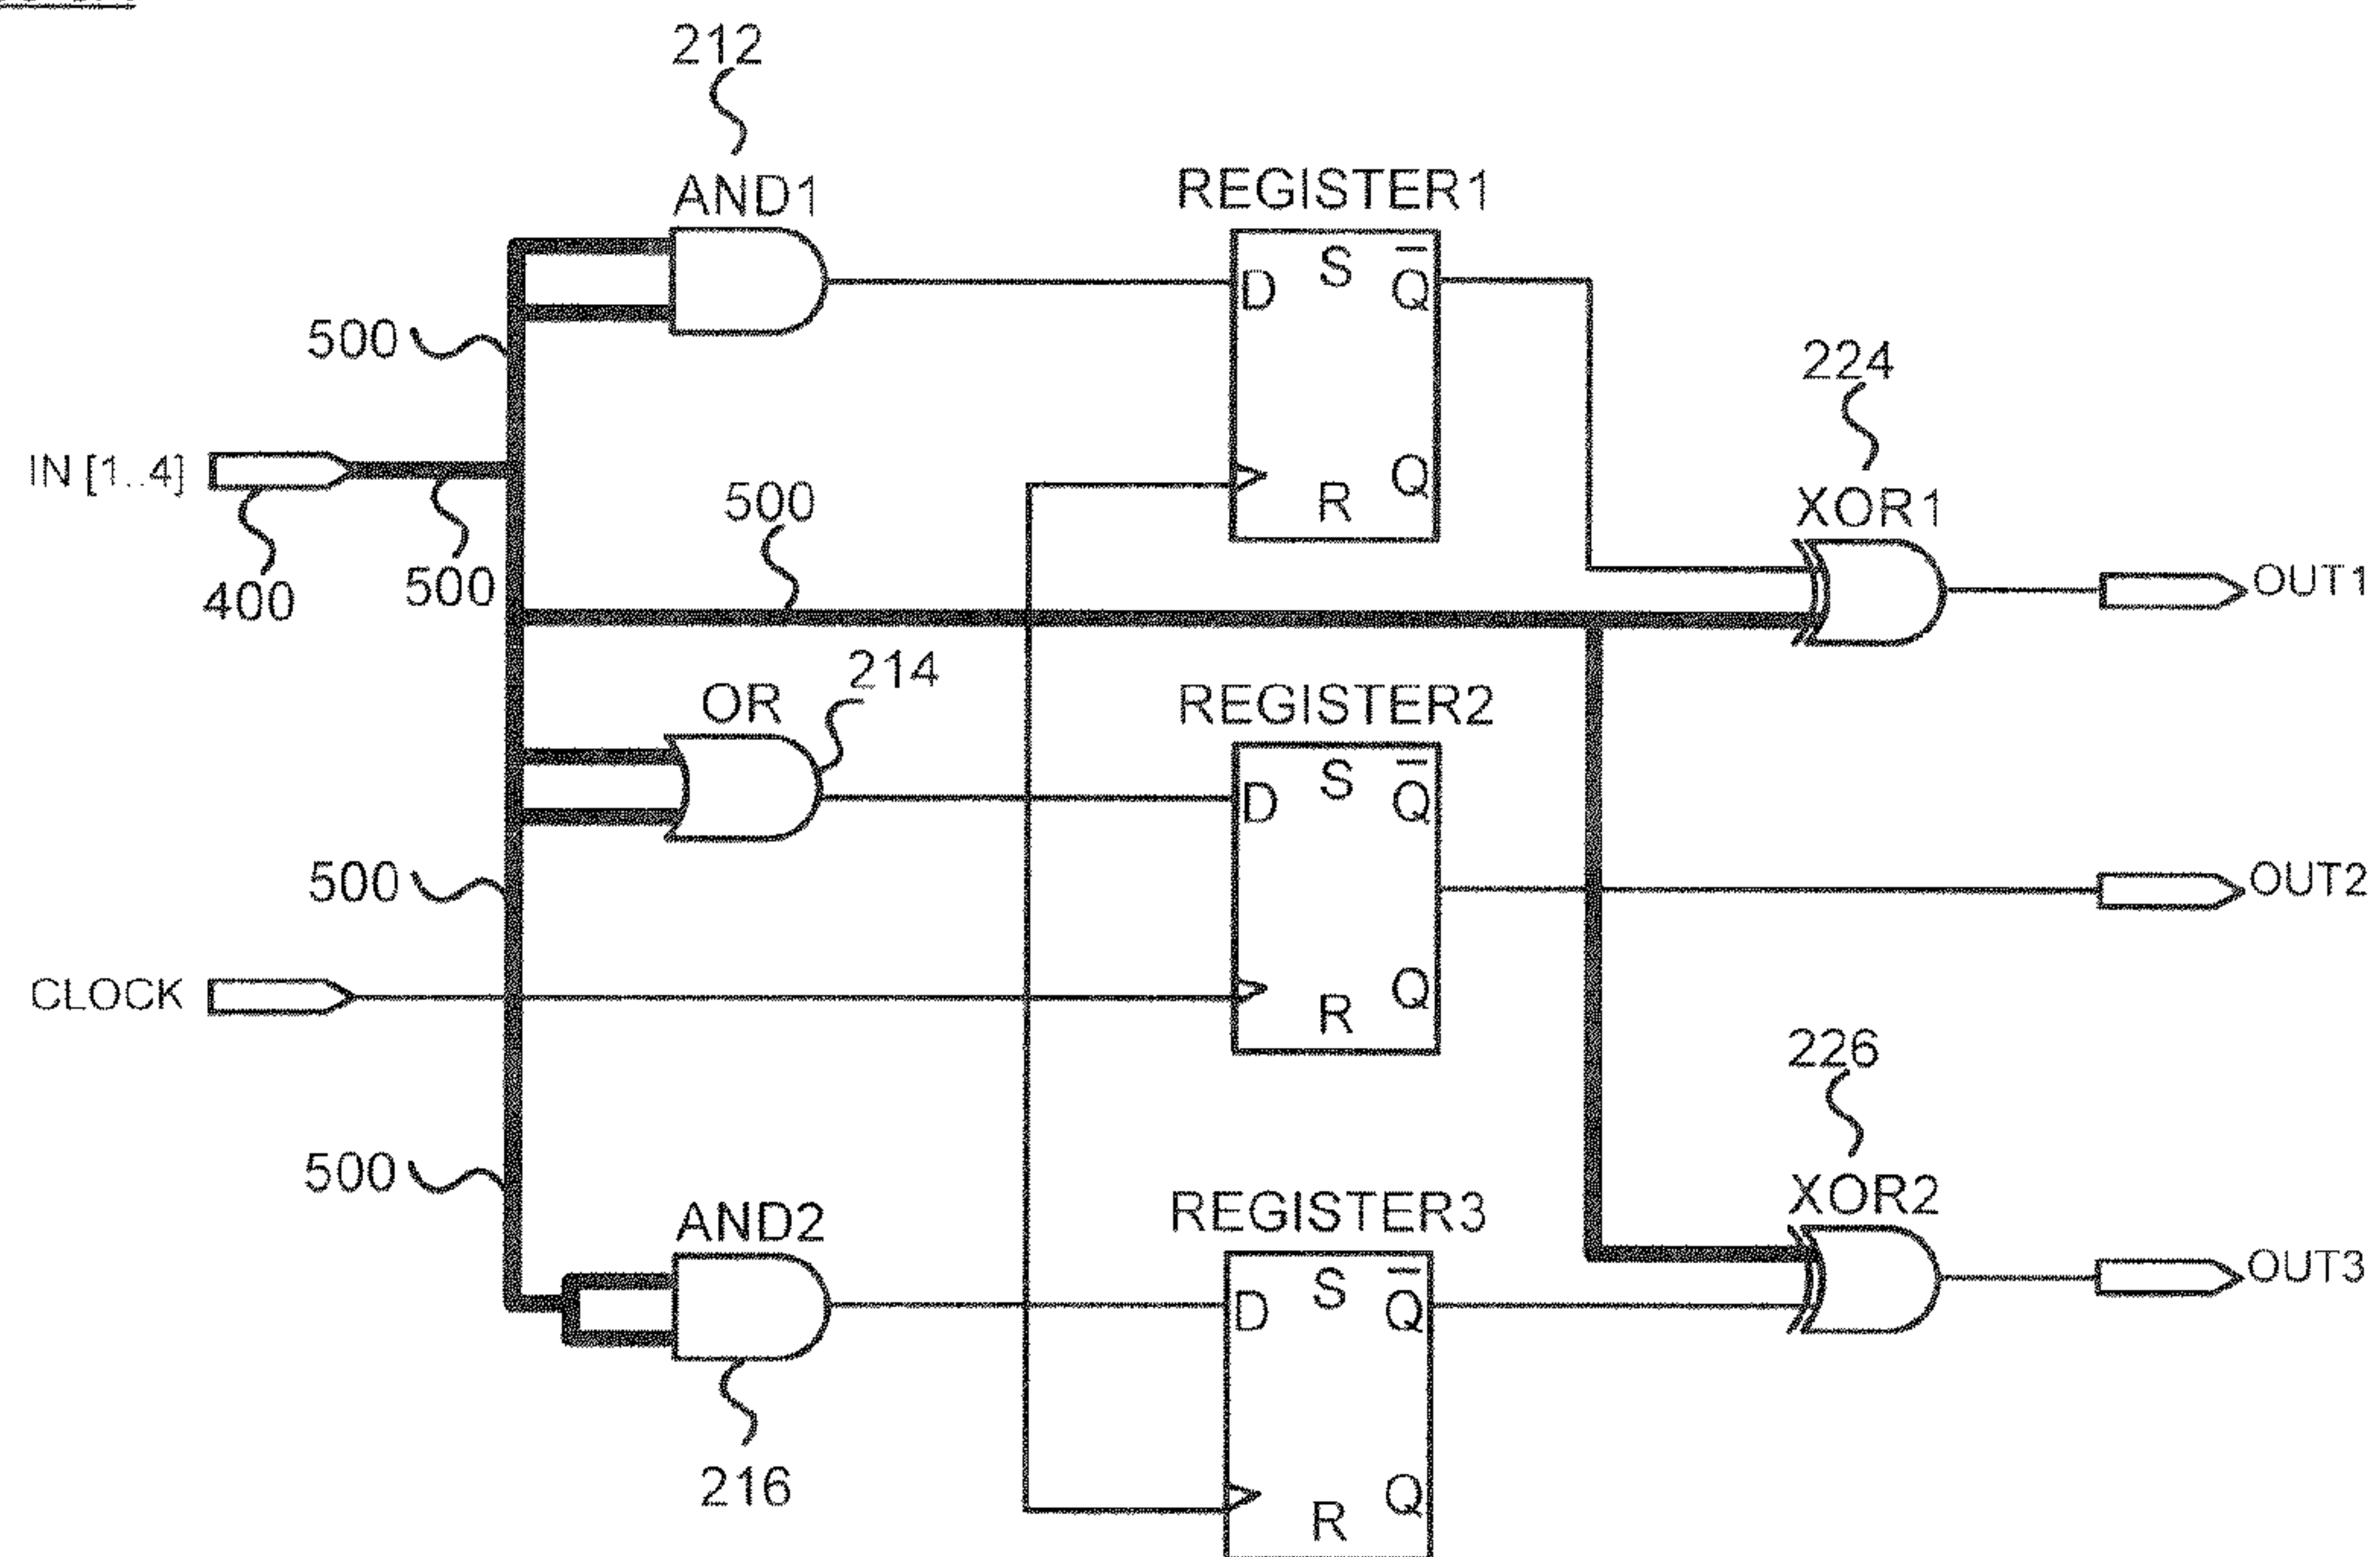 212
AND1
REGISTER1
D S Q
500
224
IN [1..4]
R Q
500
XOR1
400
500
OUT1
214
OR
REGISTER2
D S Q
500
OUT2
CLOCK
R Q
226
500
AND2
REGISTER3
XOR2
D S Q
OUT3
216
R Q